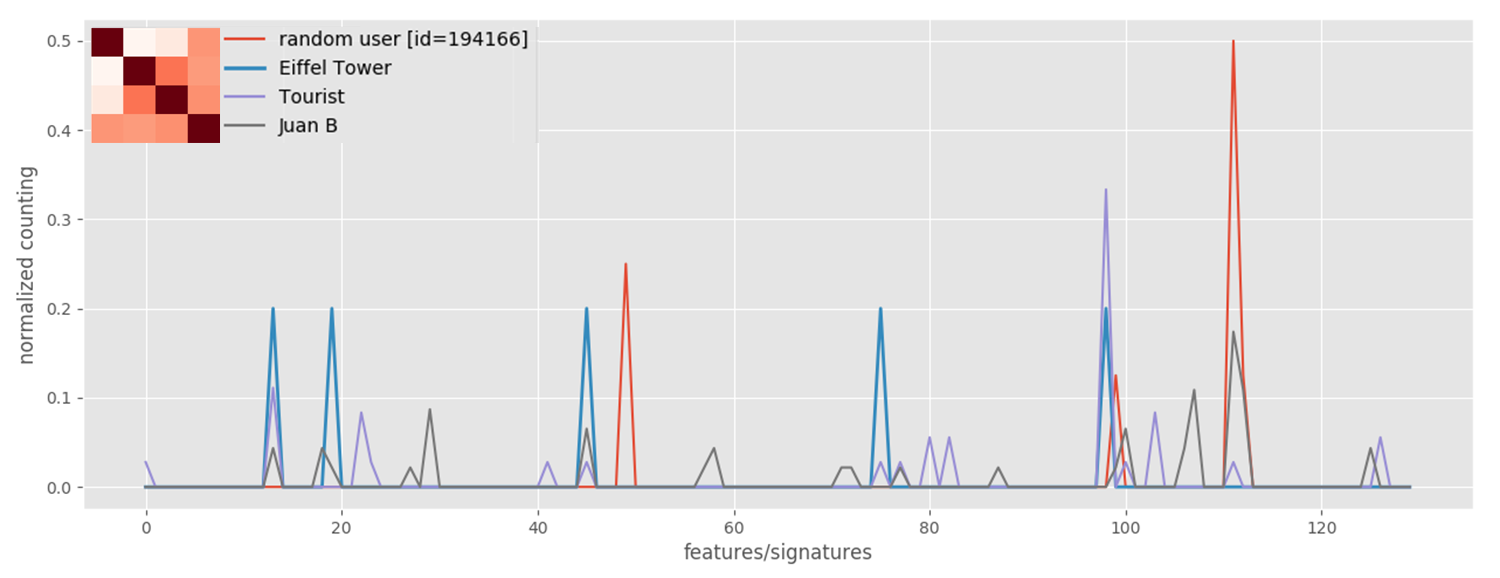 random user [id=194166]
Eiffel Tower
Tourist
Juan B
normalized counting
0.5
0.4
0.3
0.2
0.1
0.0
0 20 40 60 80 100 120
features/signatures